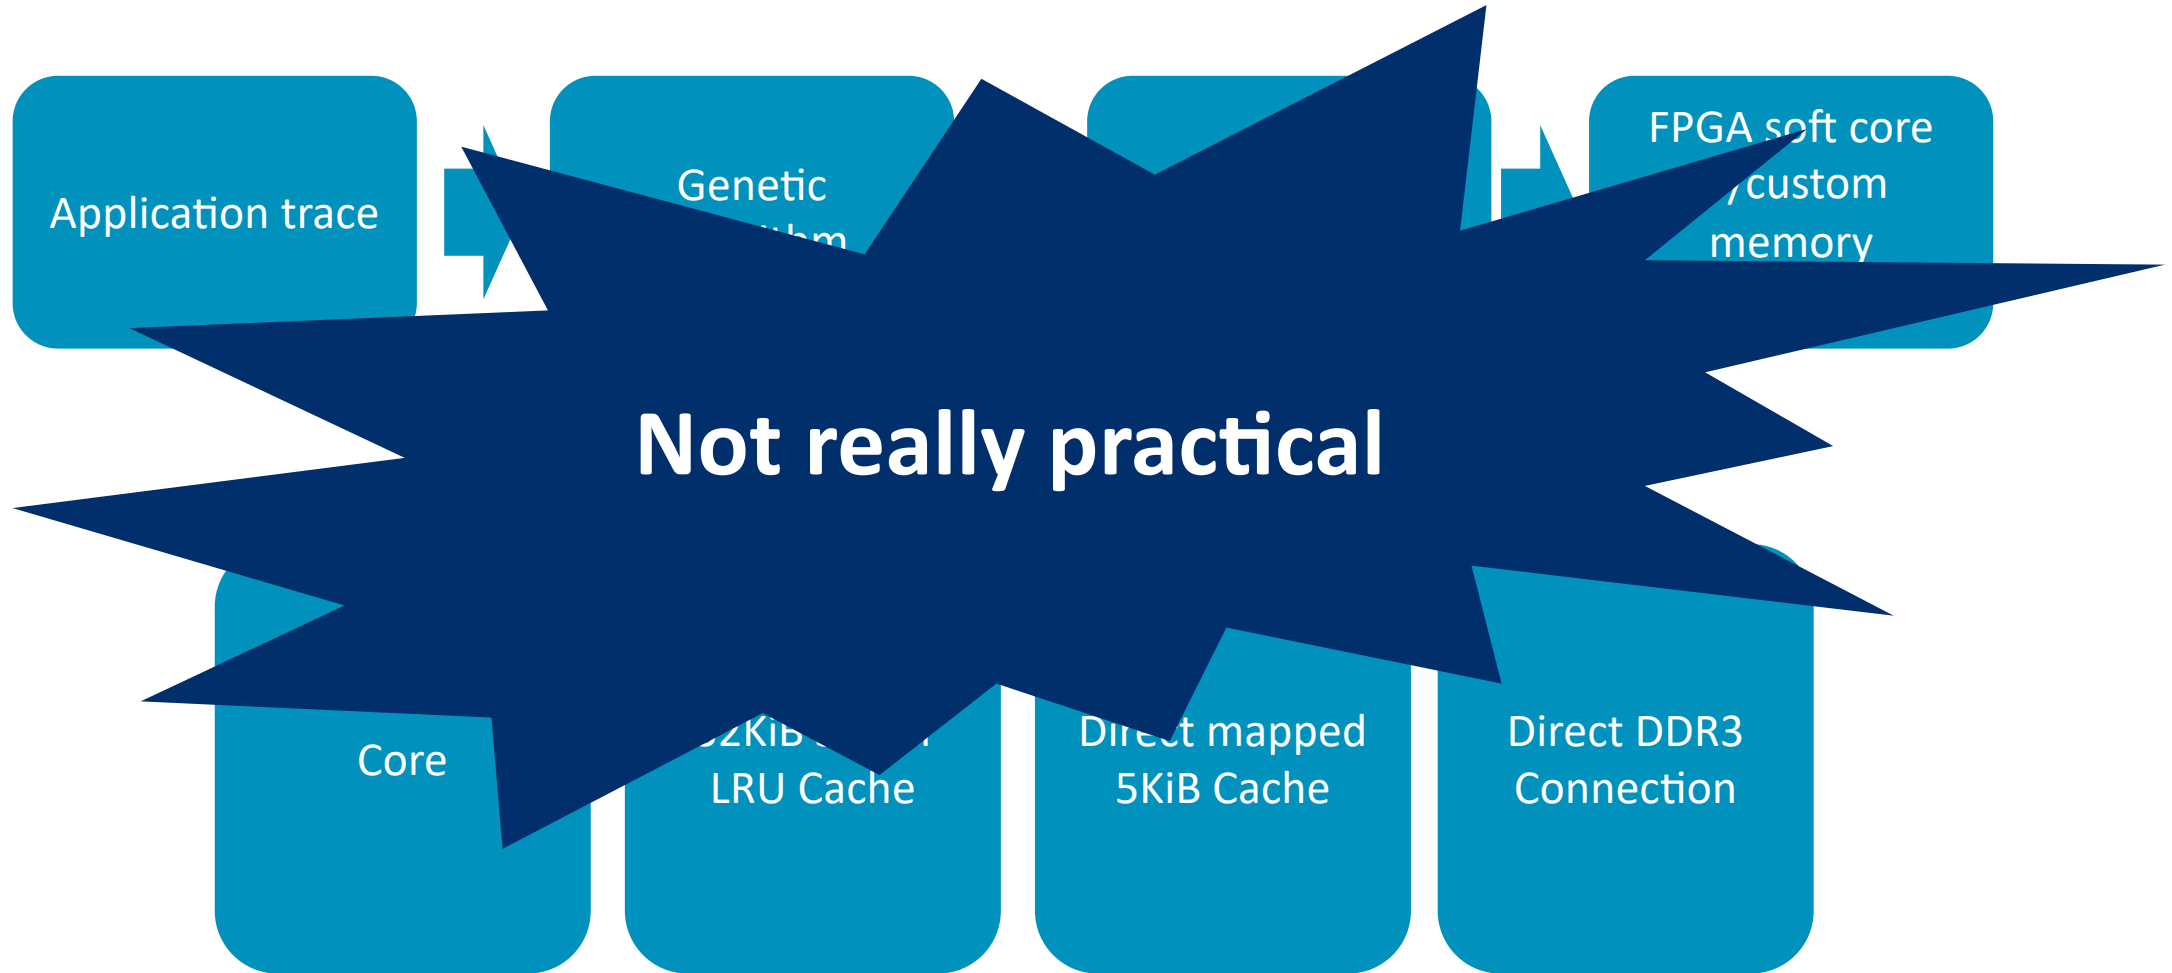 Application trace
Genetic
FPGA soft core
/custom
memory
Not really practical
Core
LRU Cache
Direct mapped
5KiB Cache
Direct DDR3
Connection